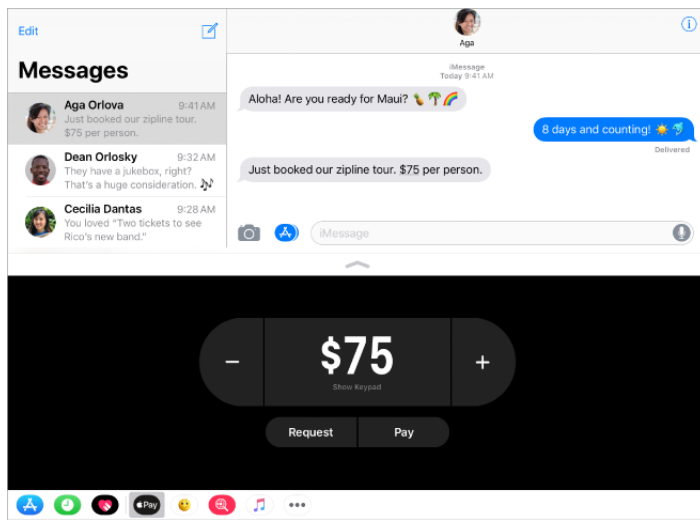 Edit
Messages
Aga Orlova 9:41 AM
Just booked our zipline tour.
$75 per person.
Dean Orlosky 9:32 AM
They have a jukebox, right?
That's a huge consideration. 🎶
Cecilia Dantas 9:28 AM
You loved "Two tickets to see
Rico's new band."
Aga
iMessage
Today 9:41 AM
Aloha! Are you ready for Maui? 🍍🌴🌈
8 days and counting! ☀️🐬
Delivered
Just booked our zipline tour. $75 per person.
iMessage
− $75 +
Show Keypad
Request Pay
Pay